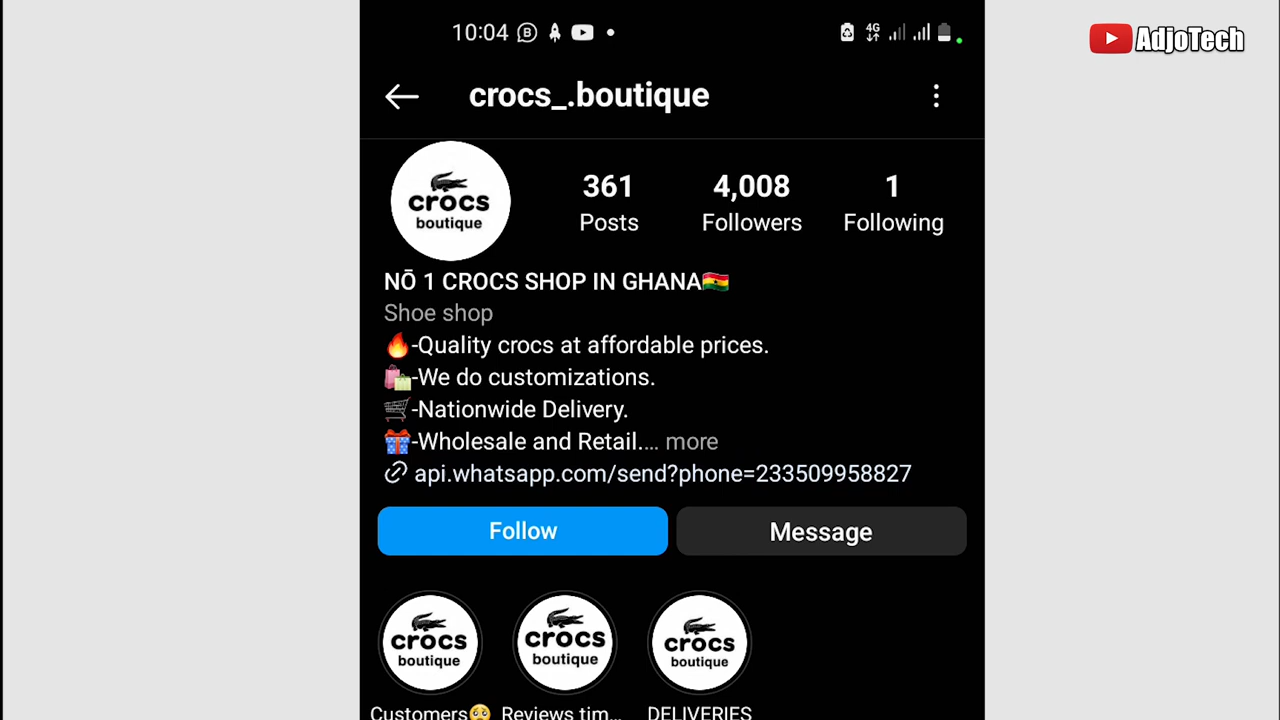 10:04
4G
AdjoTech
crocs_.boutique
crocs
boutique
361
Posts
4,008
Followers
1
Following
NŌ 1 CROCS SHOP IN GHANA🇬🇭
Shoe shop
🔥-Quality crocs at affordable prices.
🛍-We do customizations.
🛒-Nationwide Delivery.
🎁-Wholesale and Retail.... more
api.whatsapp.com/send?phone=233509958827
Follow
Message
crocs
boutique
crocs
boutique
crocs
boutique
Customers🥺
Reviews tim...
DELIVERIES